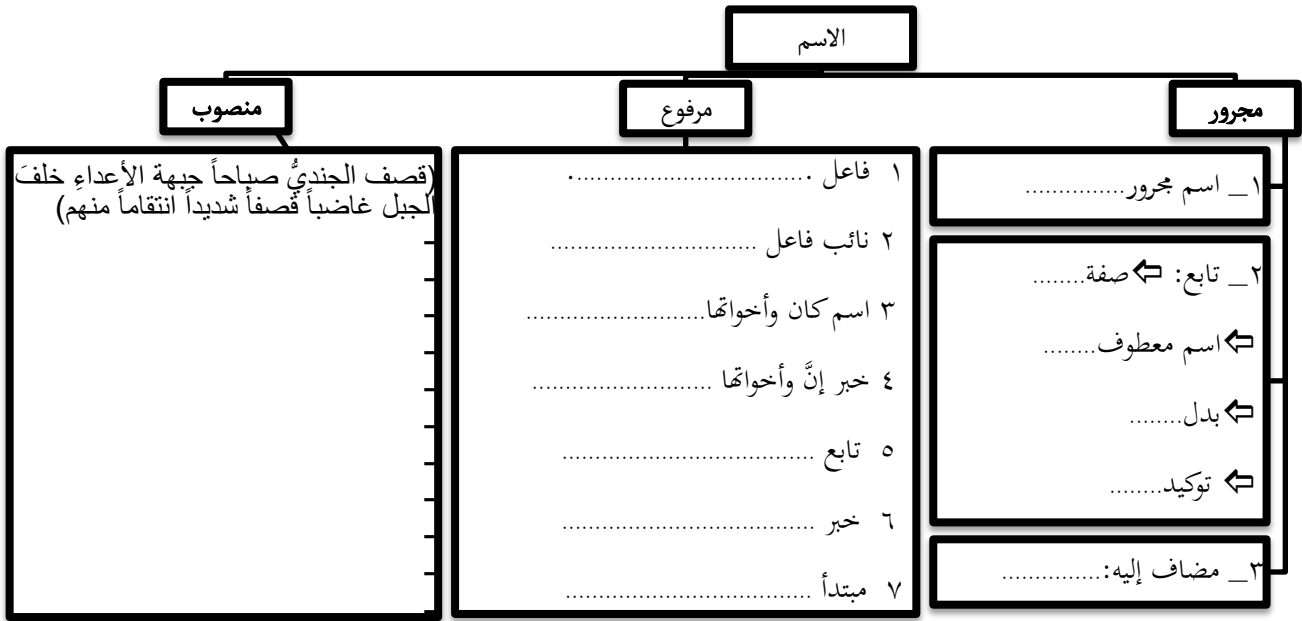 الاسم
مجرور
مرفوع
منصوب
١_ اسم مجرور...............
٢_ تابع: ⇦ صفة........
⇦ اسم معطوف........
⇦ بدل........
⇦ توكيد........
٣_ مضاف إليه:...............
١ فاعل .................................
٢ نائب فاعل ..............................
٣ اسم كان وأخواتها..........................
٤ خبر إنَّ وأخواتها ..........................
٥ تابع ....................................
٦ خبر ....................................
٧ مبتدأ ...................................
(قصف الجنديُّ صباحاً جبهة الأعداءِ خلفَ
الجبل غاضباً قصفاً شديداً انتقاماً منهم)
-
-
-
-
-
-
-
-
-
-
-